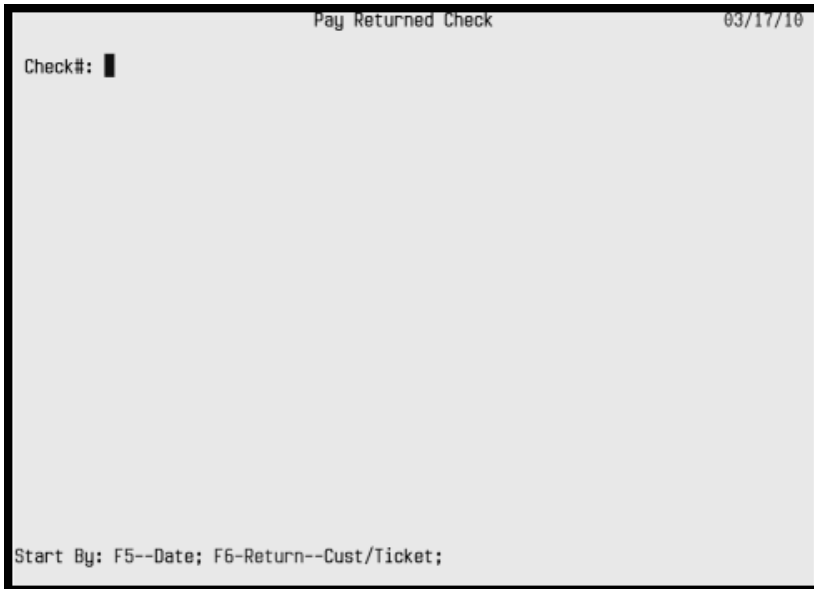 Pay Returned Check 03/17/10
Check#:
Start By: F5--Date; F6-Return--Cust/Ticket;